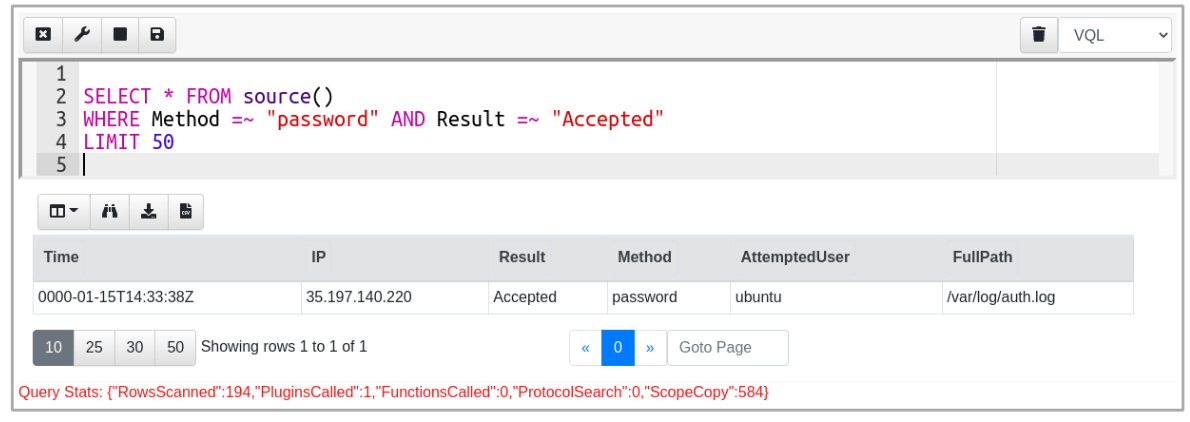 VQL
1
2 SELECT * FROM source()
3 WHERE Method =~ "password" AND Result =~ "Accepted"
4 LIMIT 50
5
CSV
Time IP Result Method AttemptedUser FullPath
0000-01-15T14:33:38Z 35.197.140.220 Accepted password ubuntu /var/log/auth.log
10 25 30 50 Showing rows 1 to 1 of 1 « 0 » Goto Page
Query Stats: {"RowsScanned":194,"PluginsCalled":1,"FunctionsCalled":0,"ProtocolSearch":0,"ScopeCopy":584}